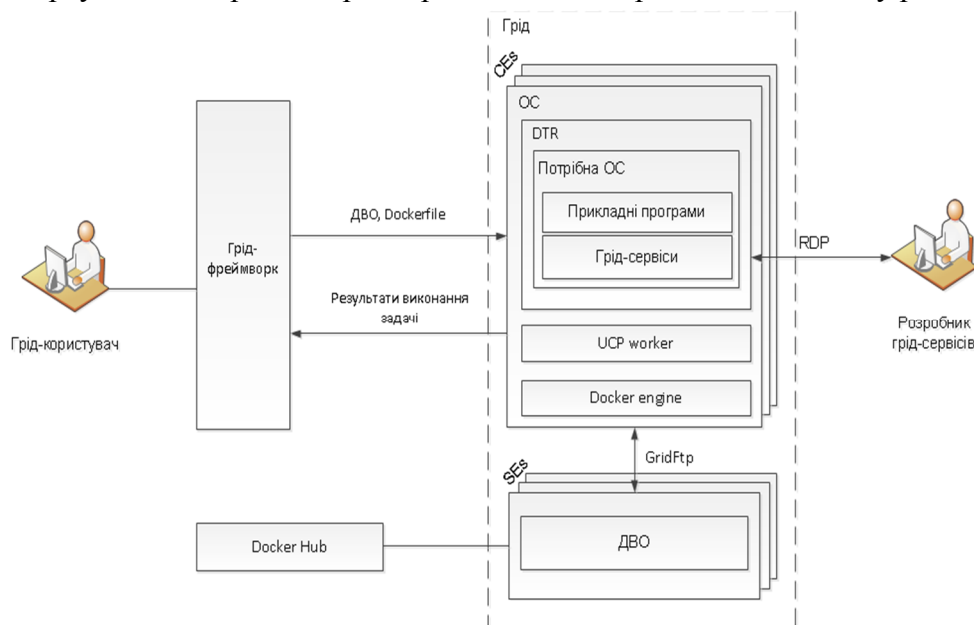 Грід
CEs
ОС
DTR
Потрібна ОС
Прикладні програми
Грід-сервіси
ДВО, Dockerfile
Грід-
фреймворк
RDP
Результати виконання
задачі
Грід-користувач
Розробник
грід-сервісів
UCP worker
Docker engine
GridFtp
SEs
Docker Hub
ДВО